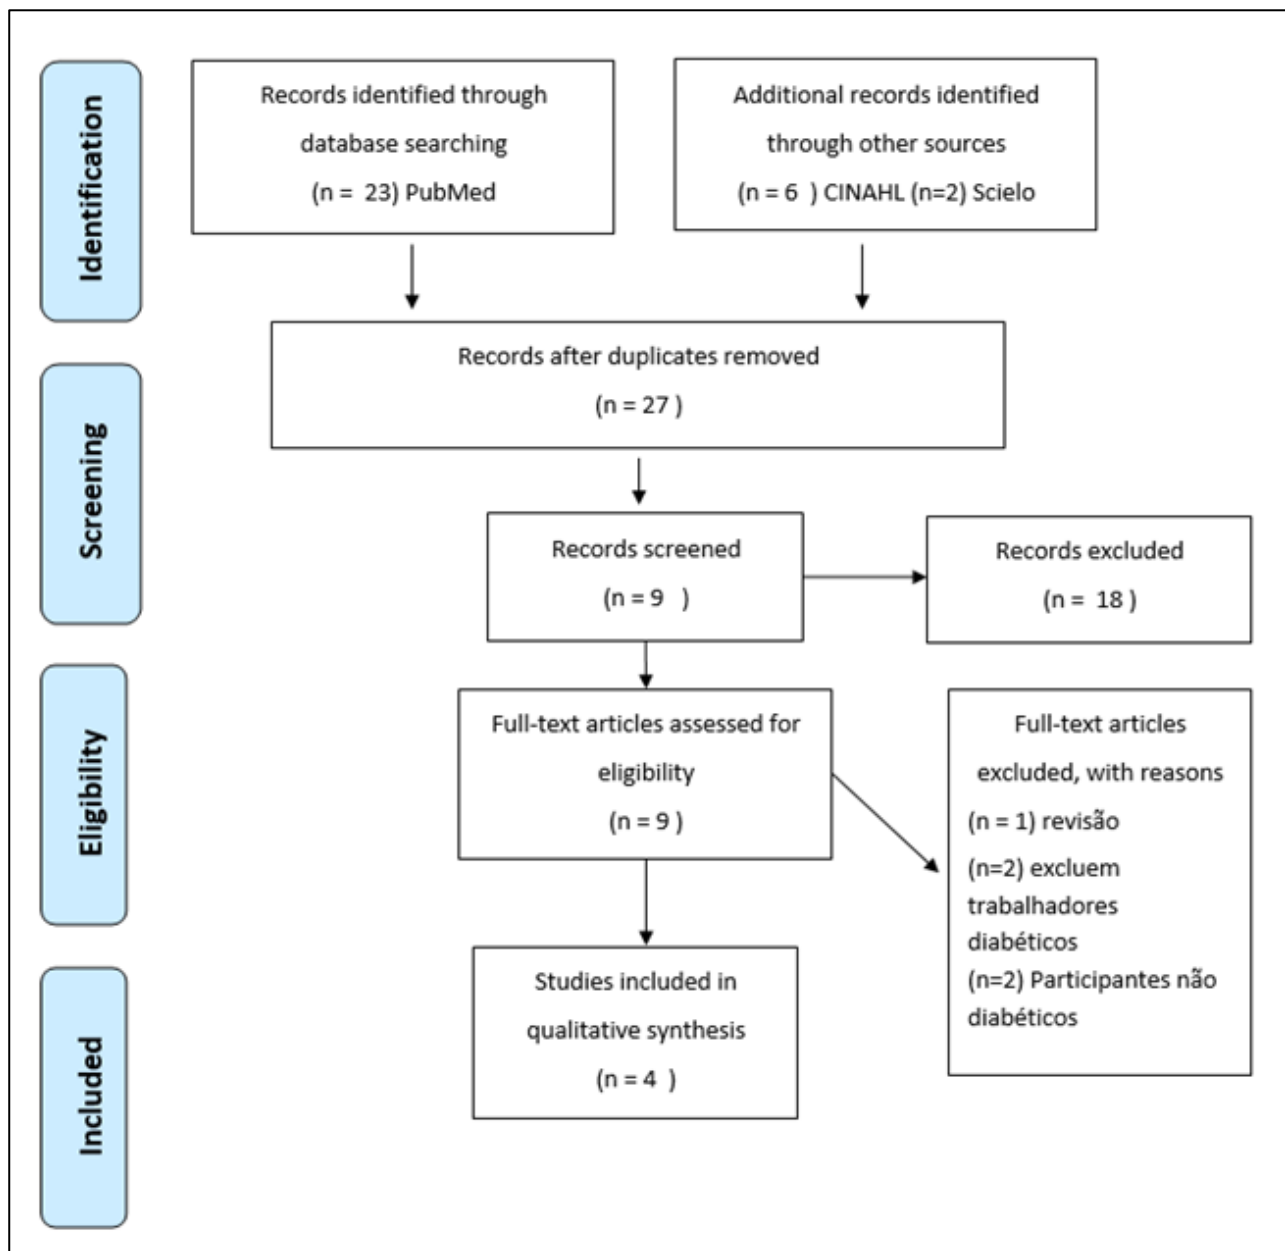 Identification
Records identified through
database searching
(n = 23) PubMed
Additional records identified
through other sources
(n = 6 ) CINAHL (n=2) Scielo
Records after duplicates removed
(n = 27 )
Screening
Records screened
(n = 9 )
Records excluded
(n = 18 )
Eligibility
Full-text articles assessed for
eligibility
(n = 9 )
Full-text articles
excluded, with reasons
(n = 1) revisão
(n=2) excluem
trabalhadores
diabéticos
(n=2) Participantes não
diabéticos
Included
Studies included in
qualitative synthesis
(n = 4 )